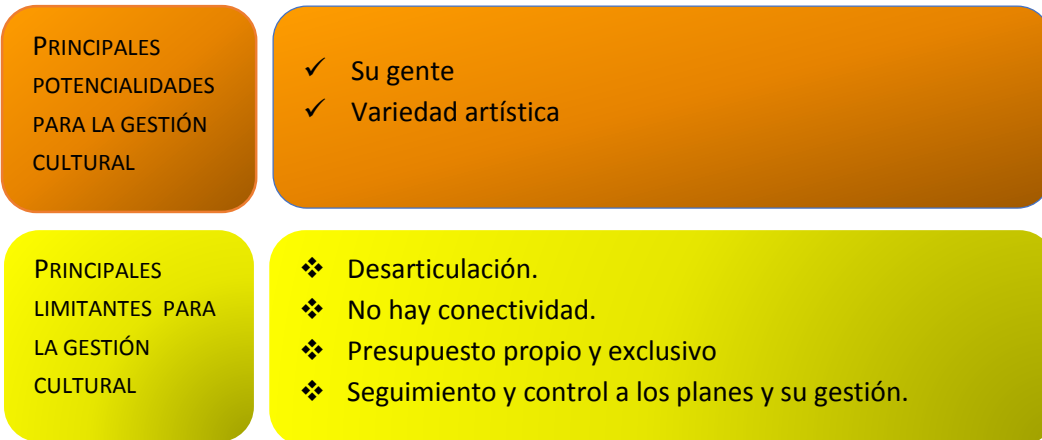 PRINCIPALES
POTENCIALIDADES
PARA LA GESTIÓN
CULTURAL
✓ Su gente
✓ Variedad artística
PRINCIPALES
LIMITANTES PARA
LA GESTIÓN
CULTURAL
❖ Desarticulación.
❖ No hay conectividad.
❖ Presupuesto propio y exclusivo
❖ Seguimiento y control a los planes y su gestión.